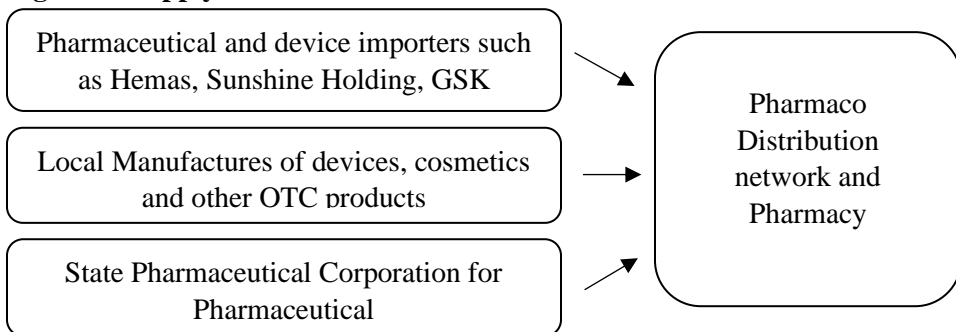 Pharmaceutical and device importers such
as Hemas, Sunshine Holding, GSK
Local Manufactures of devices, cosmetics
and other OTC products
State Pharmaceutical Corporation for
Pharmaceutical
Pharmaco
Distribution
network and
Pharmacy